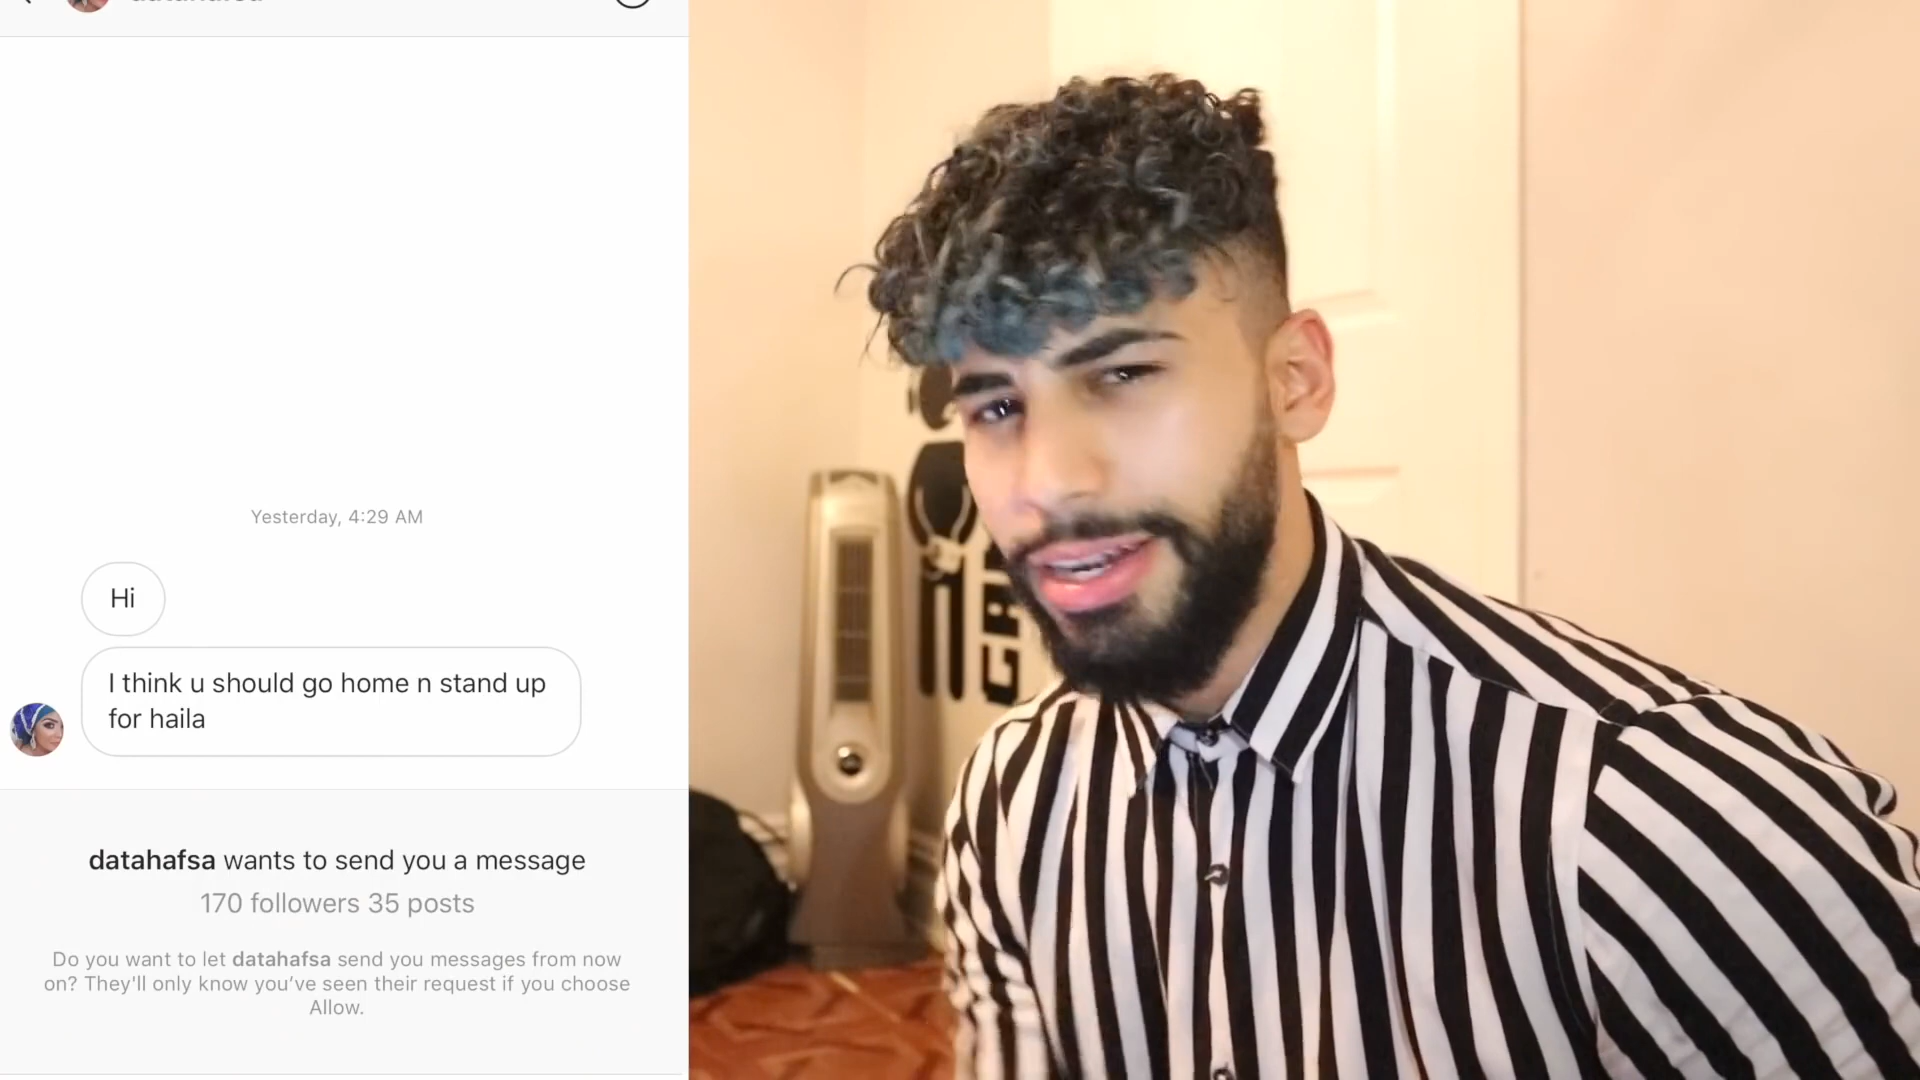 Yesterday, 4:29 AM
Hi
I think u should go home n stand up
for haila
datahafsa wants to send you a message
170 followers 35 posts
Do you want to let datahafsa send you messages from now
on? They'll only know you've seen their request if you choose
Allow.